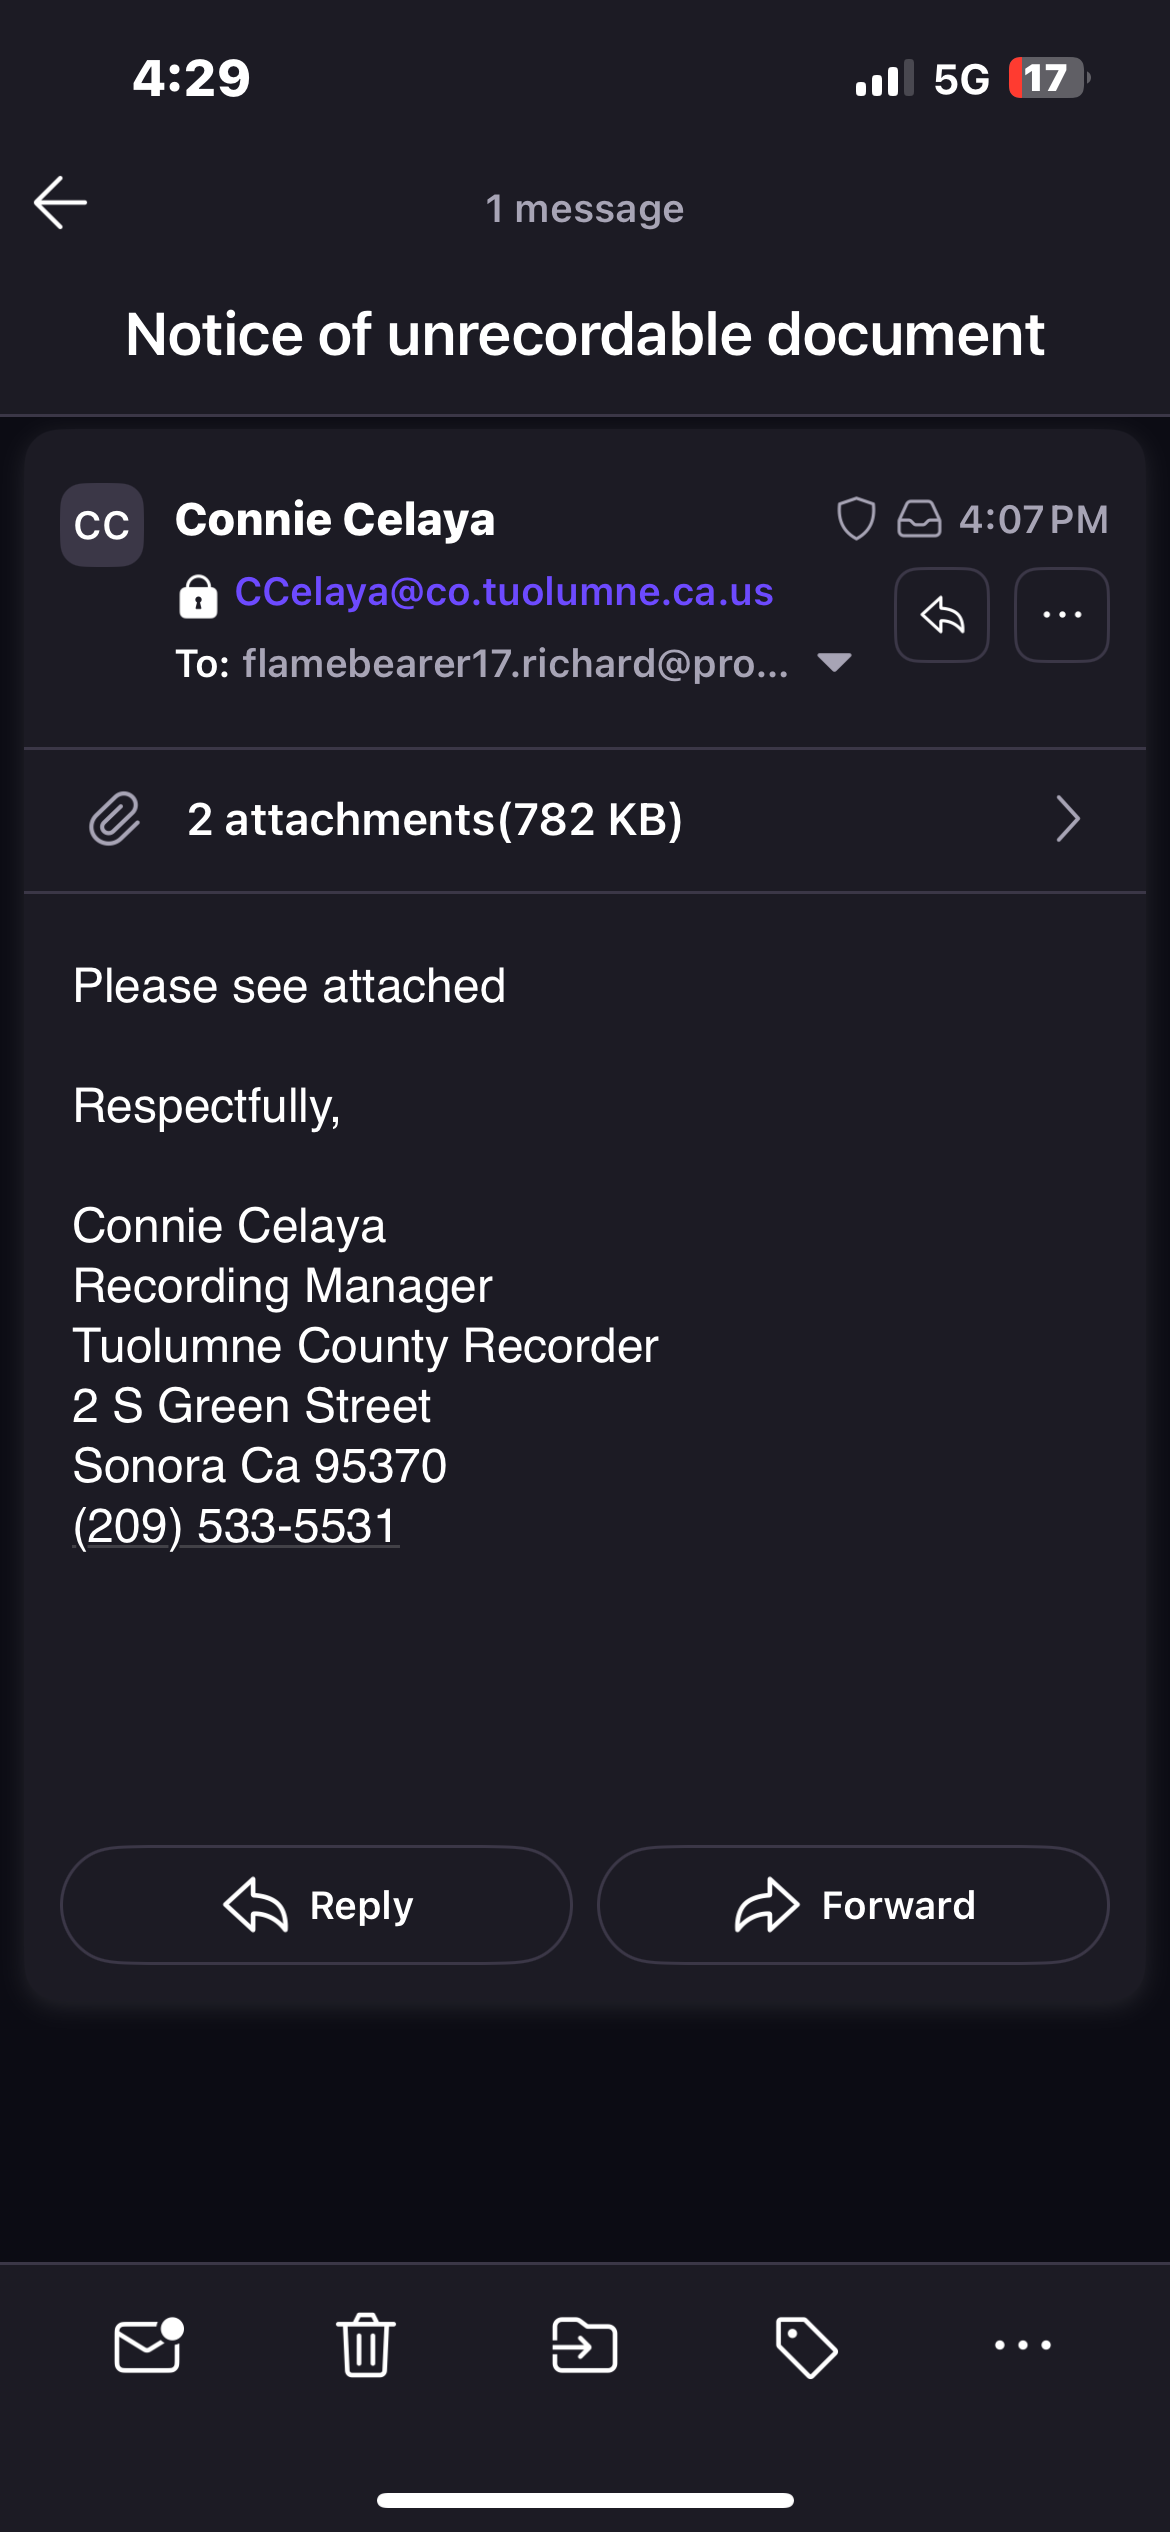 4:29
5G
17
1 message
Notice of unrecordable document
CC
Connie Celaya
4:07 PM
CCelaya@co.tuolumne.ca.us
To: flamebearer17.richard@pro...
2 attachments(782 KB)
Please see attached
Respectfully,
Connie Celaya
Recording Manager
Tuolumne County Recorder
2 S Green Street
Sonora Ca 95370
(209) 533-5531
Reply
Forward